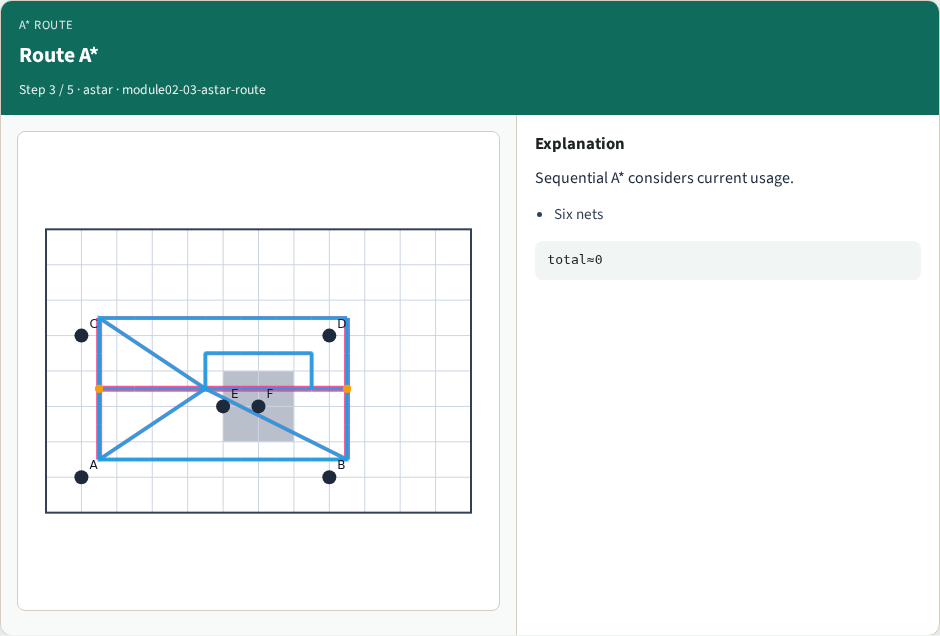 A* ROUTE
Route A*
Step 3 / 5 · astar · module02-03-astar-route
C
D
E
F
A
B
Explanation
Sequential A* considers current usage.
• Six nets
total≈0